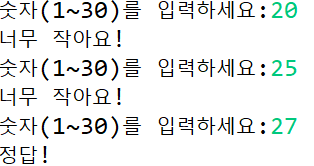 숫자(1~30)를 입력하세요:20
너무 작아요!
숫자(1~30)를 입력하세요:25
너무 작아요!
숫자(1~30)를 입력하세요:27
정답!